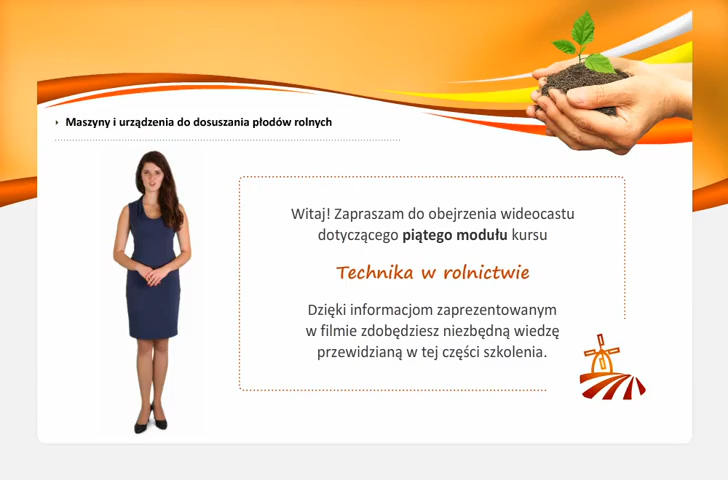 Maszyny i urządzenia do dosuszania płodów rolnych
Witaj! Zapraszam do obejrzenia wideocastu
dotyczącego piątego modułu kursu
Technika w rolnictwie
Dzięki informacjom zaprezentowanym
w filmie zdobędziesz niezbędną wiedzę
przewidzianą w tej części szkolenia.